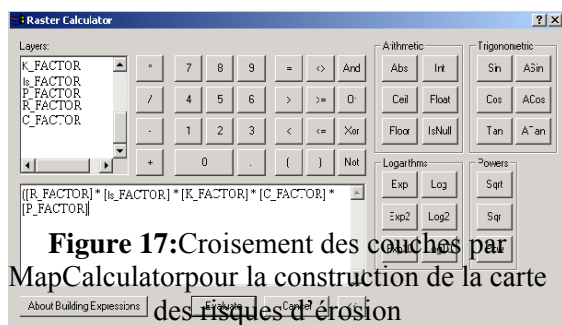 Raster Calculator
Layers:
K_FACTOR
ls_FACTOR
P_FACTOR
R_FACTOR
C_FACTOR
* 7 8 9 = <> And
/ 4 5 6 > >= Or
- 1 2 3 < <= Xor
+ 0 . ( ) Not
Arithmetic
Abs Int
Ceil Float
Floor IsNull
Trigonometric
Sin ASin
Cos ACos
Tan ATan
Logarithms
Exp Log
Exp2 Log2
Exp10 Log10
Powers
Sqrt
Sqr
Pow
([R_FACTOR] * [ls_FACTOR] * [K_FACTOR] * [C_FACTOR] *
[P_FACTOR]
Figure 17:Croisement des couches par
MapCalculatorpour la construction de la carte
des risques d'érosion
About Building Expressions Evaluate Cancel <<